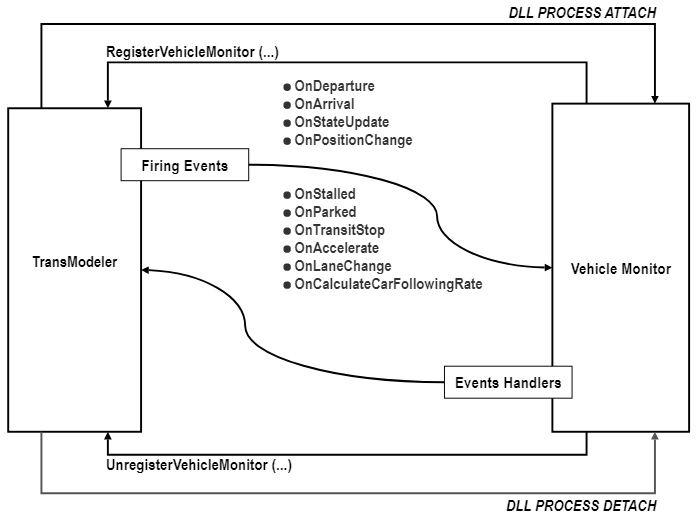 DLL PROCESS ATTACH
RegisterVehicleMonitor (...)
OnDeparture
OnArrival
OnStateUpdate
OnPositionChange
Firing Events
OnStalled
OnParked
OnTransitStop
OnAccelerate
OnLaneChange
OnCalculateCarFollowingRate
TransModeler
Vehicle Monitor
Events Handlers
UnregisterVehicleMonitor (...)
DLL PROCESS DETACH